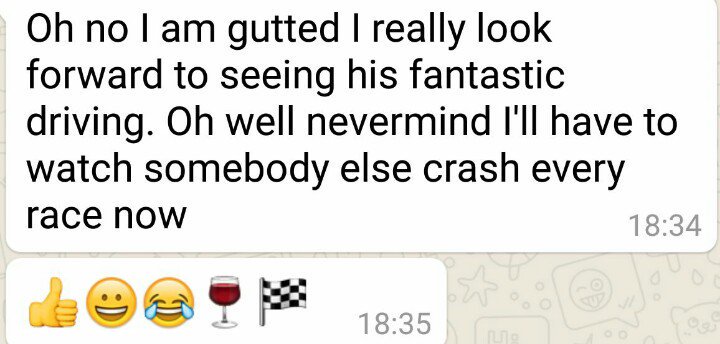 Oh no I am gutted I really look
forward to seeing his fantastic
driving. Oh well nevermind I'll have to
watch somebody else crash every
race now
18:34
👍😀😂🍷🏁
18:35